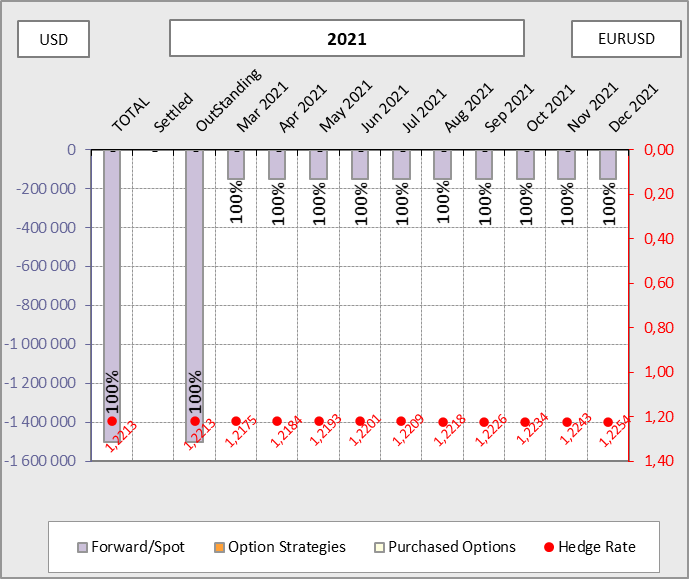 USD
2021
EURUSD
TOTAL
Settled
OutStanding
Mar 2021
Apr 2021
May 2021
Jun 2021
Jul 2021
Aug 2021
Sep 2021
Oct 2021
Nov 2021
Dec 2021
0
-200 000
-400 000
-600 000
-800 000
-1 000 000
-1 200 000
-1 400 000
-1 600 000
0,00
0,20
0,40
0,60
0,80
1,00
1,20
1,40
100%
100%
100%
100%
100%
100%
100%
100%
100%
100%
100%
100%
1,2213
1,2213
1,2175
1,2184
1,2193
1,2201
1,2209
1,2218
1,2226
1,2234
1,2243
1,2254
Forward/Spot
Option Strategies
Purchased Options
Hedge Rate